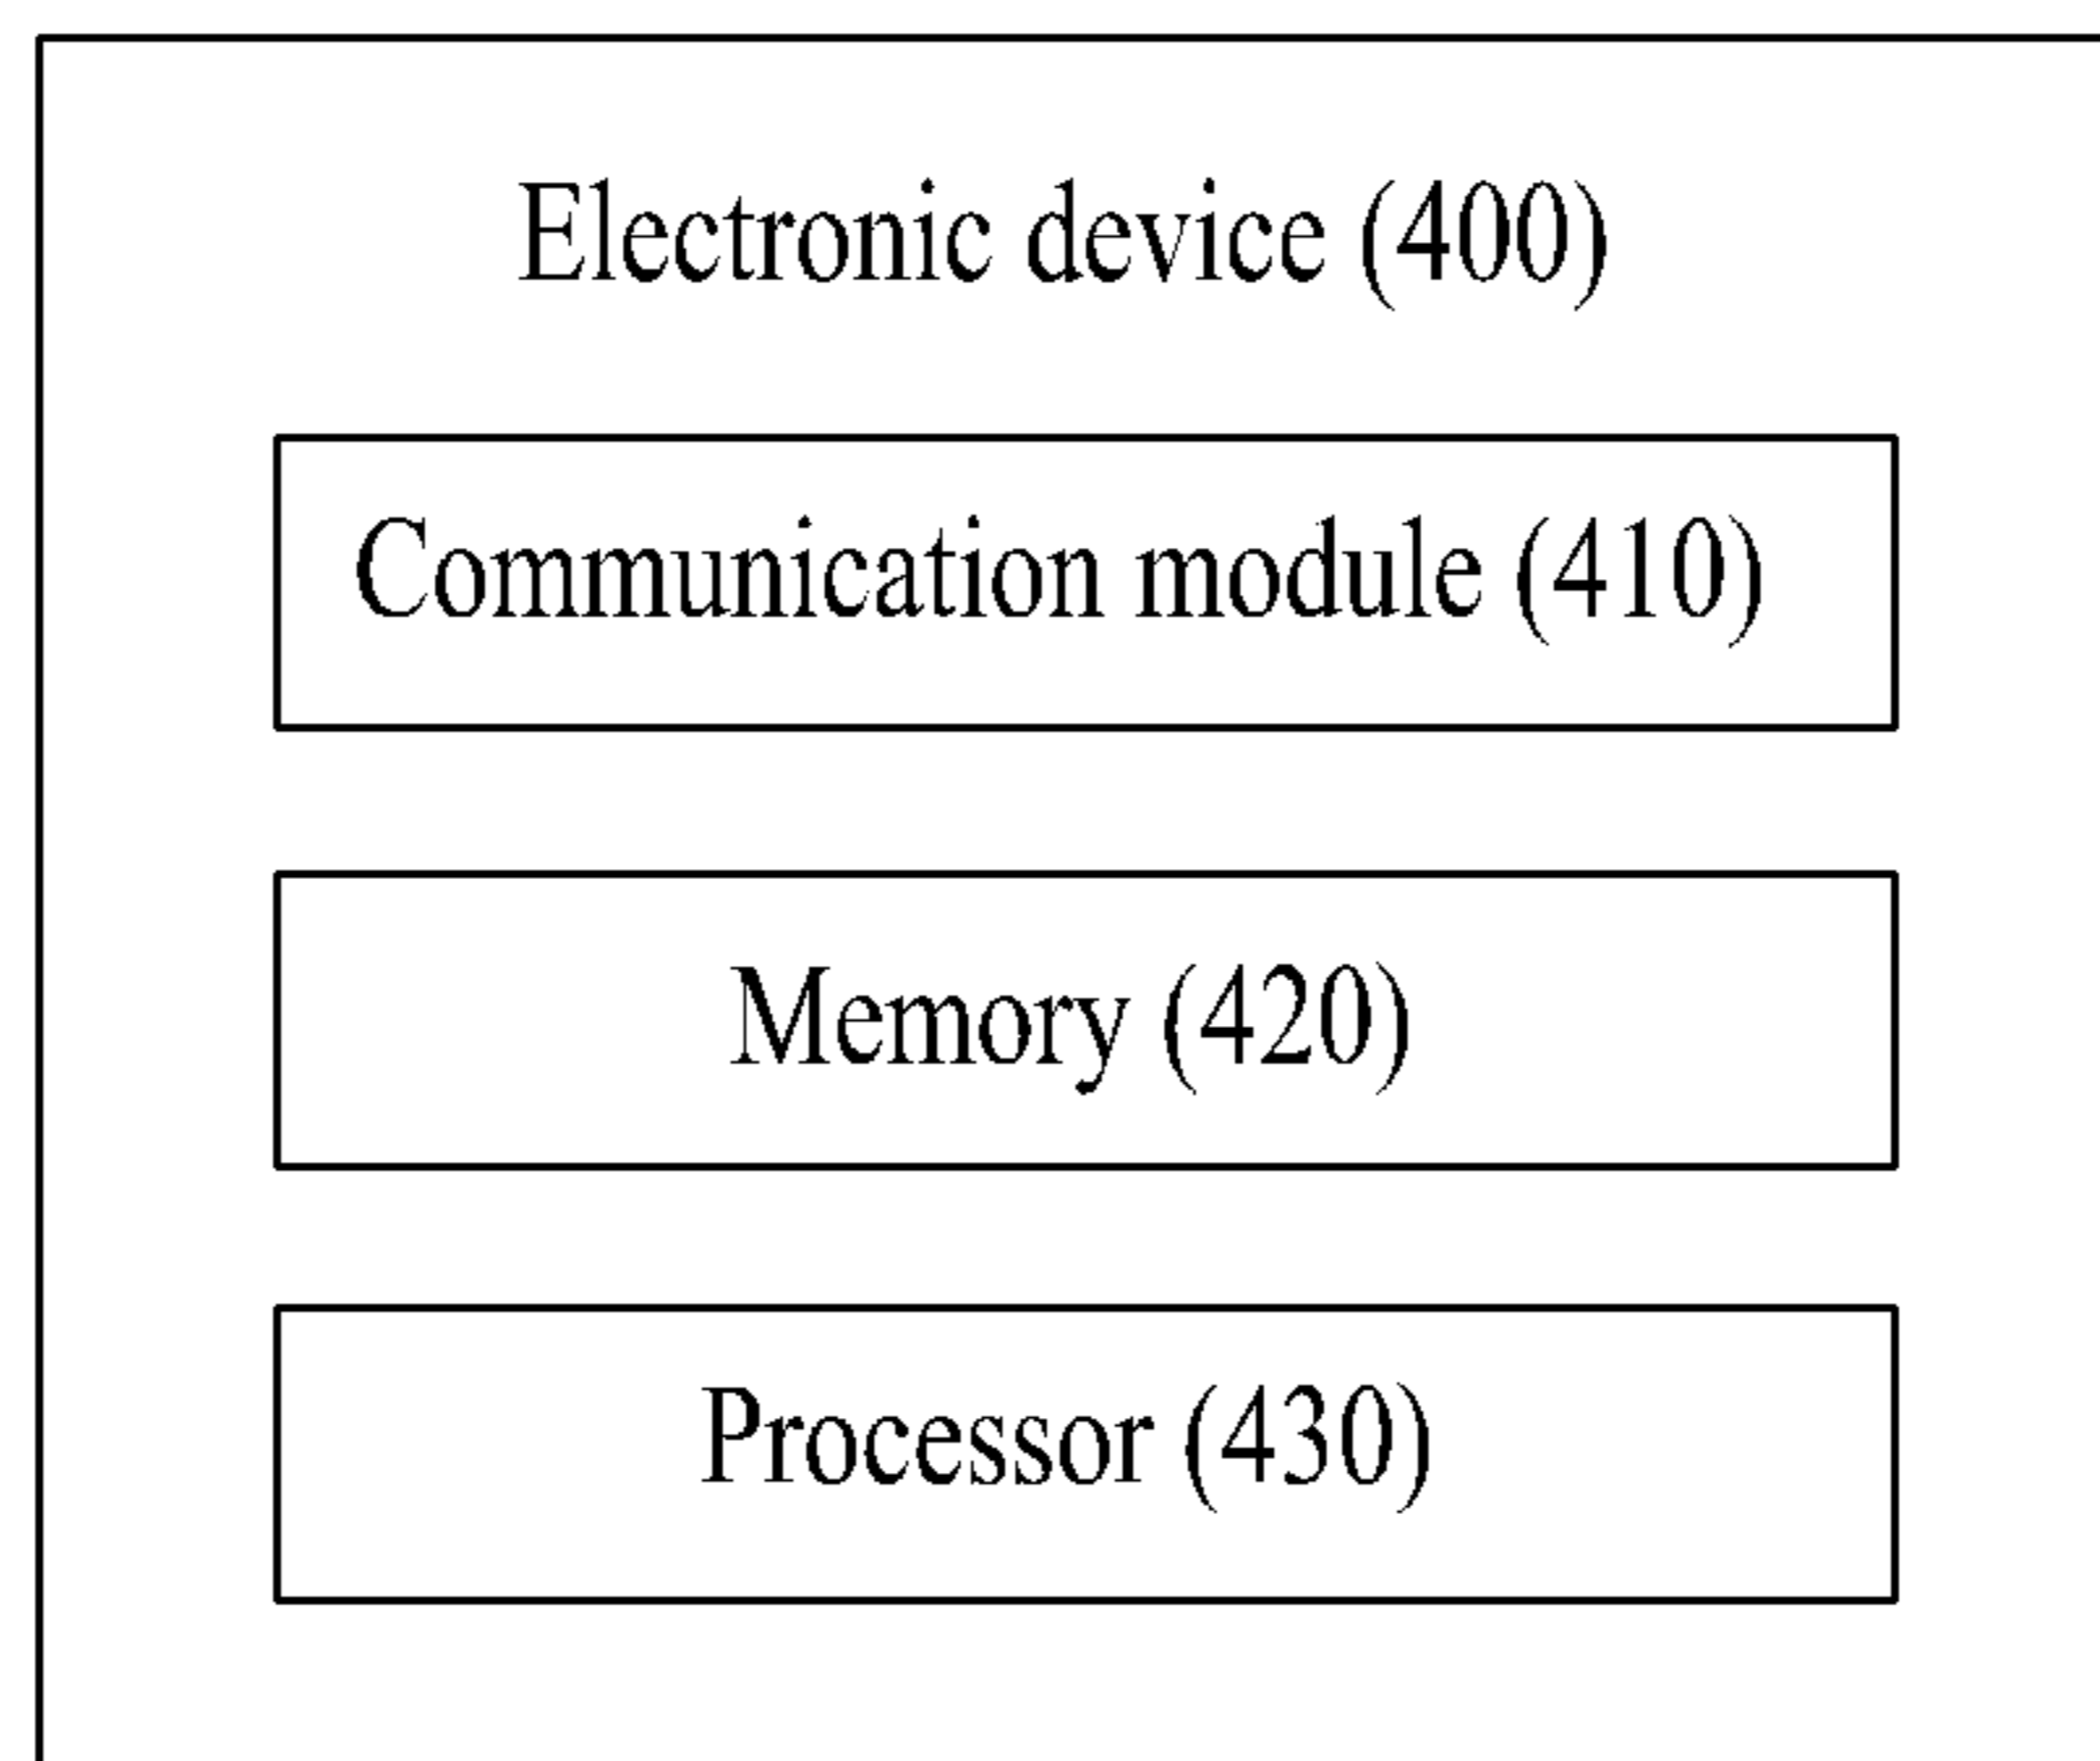 Electronic device (400)
Communication module (410)
Memory (420)
Processor (430)